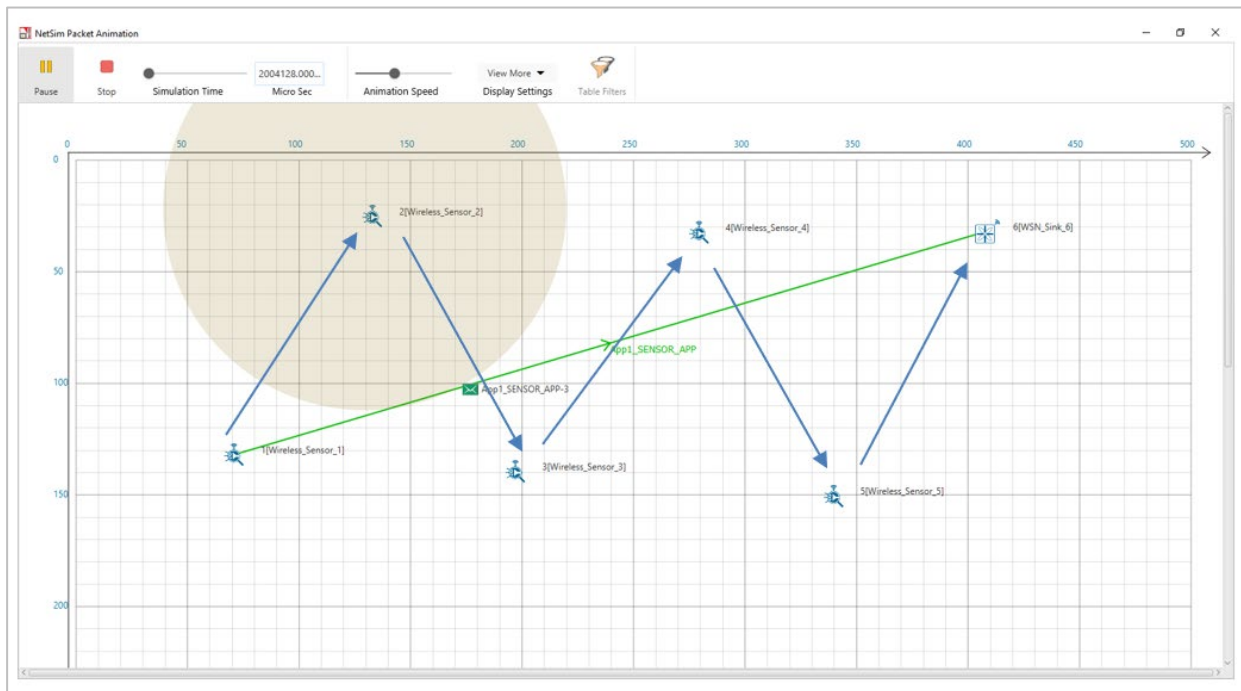 NetSim Packet Animation
Pause
Stop
Simulation Time
2004128.000...
Micro Sec
Animation Speed
View More
Display Settings
Table Filters
0 50 100 150 200 250 300 350 400 450 500
0
2[Wireless_Sensor_2]
4[Wireless_Sensor_4]
6[WSN_Sink_6]
50
App1_SENSOR_APP
100
App1_SENSOR_APP-3
1[Wireless_Sensor_1]
3[Wireless_Sensor_3]
150
5[Wireless_Sensor_5]
200